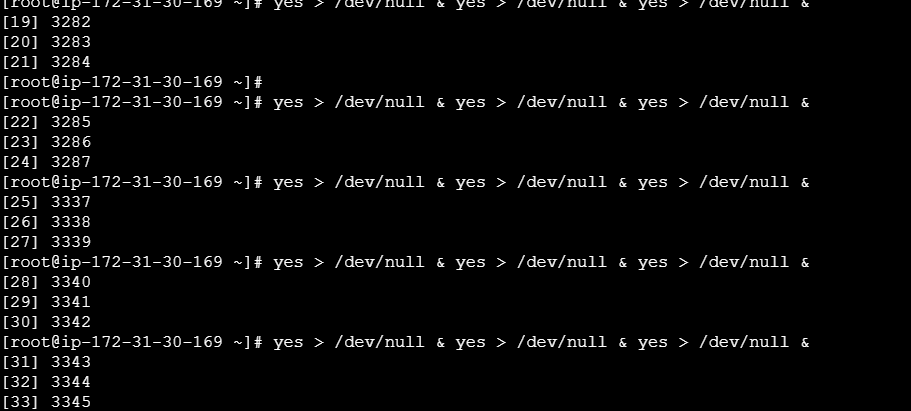 [root@ip-172-31-30-169 ~]# yes > /dev/null & yes > /dev/null & yes > /dev/null &
[19] 3282
[20] 3283
[21] 3284
[root@ip-172-31-30-169 ~]#
[root@ip-172-31-30-169 ~]# yes > /dev/null & yes > /dev/null & yes > /dev/null &
[22] 3285
[23] 3286
[24] 3287
[root@ip-172-31-30-169 ~]# yes > /dev/null & yes > /dev/null & yes > /dev/null &
[25] 3337
[26] 3338
[27] 3339
[root@ip-172-31-30-169 ~]# yes > /dev/null & yes > /dev/null & yes > /dev/null &
[28] 3340
[29] 3341
[30] 3342
[root@ip-172-31-30-169 ~]# yes > /dev/null & yes > /dev/null & yes > /dev/null &
[31] 3343
[32] 3344
[33] 3345